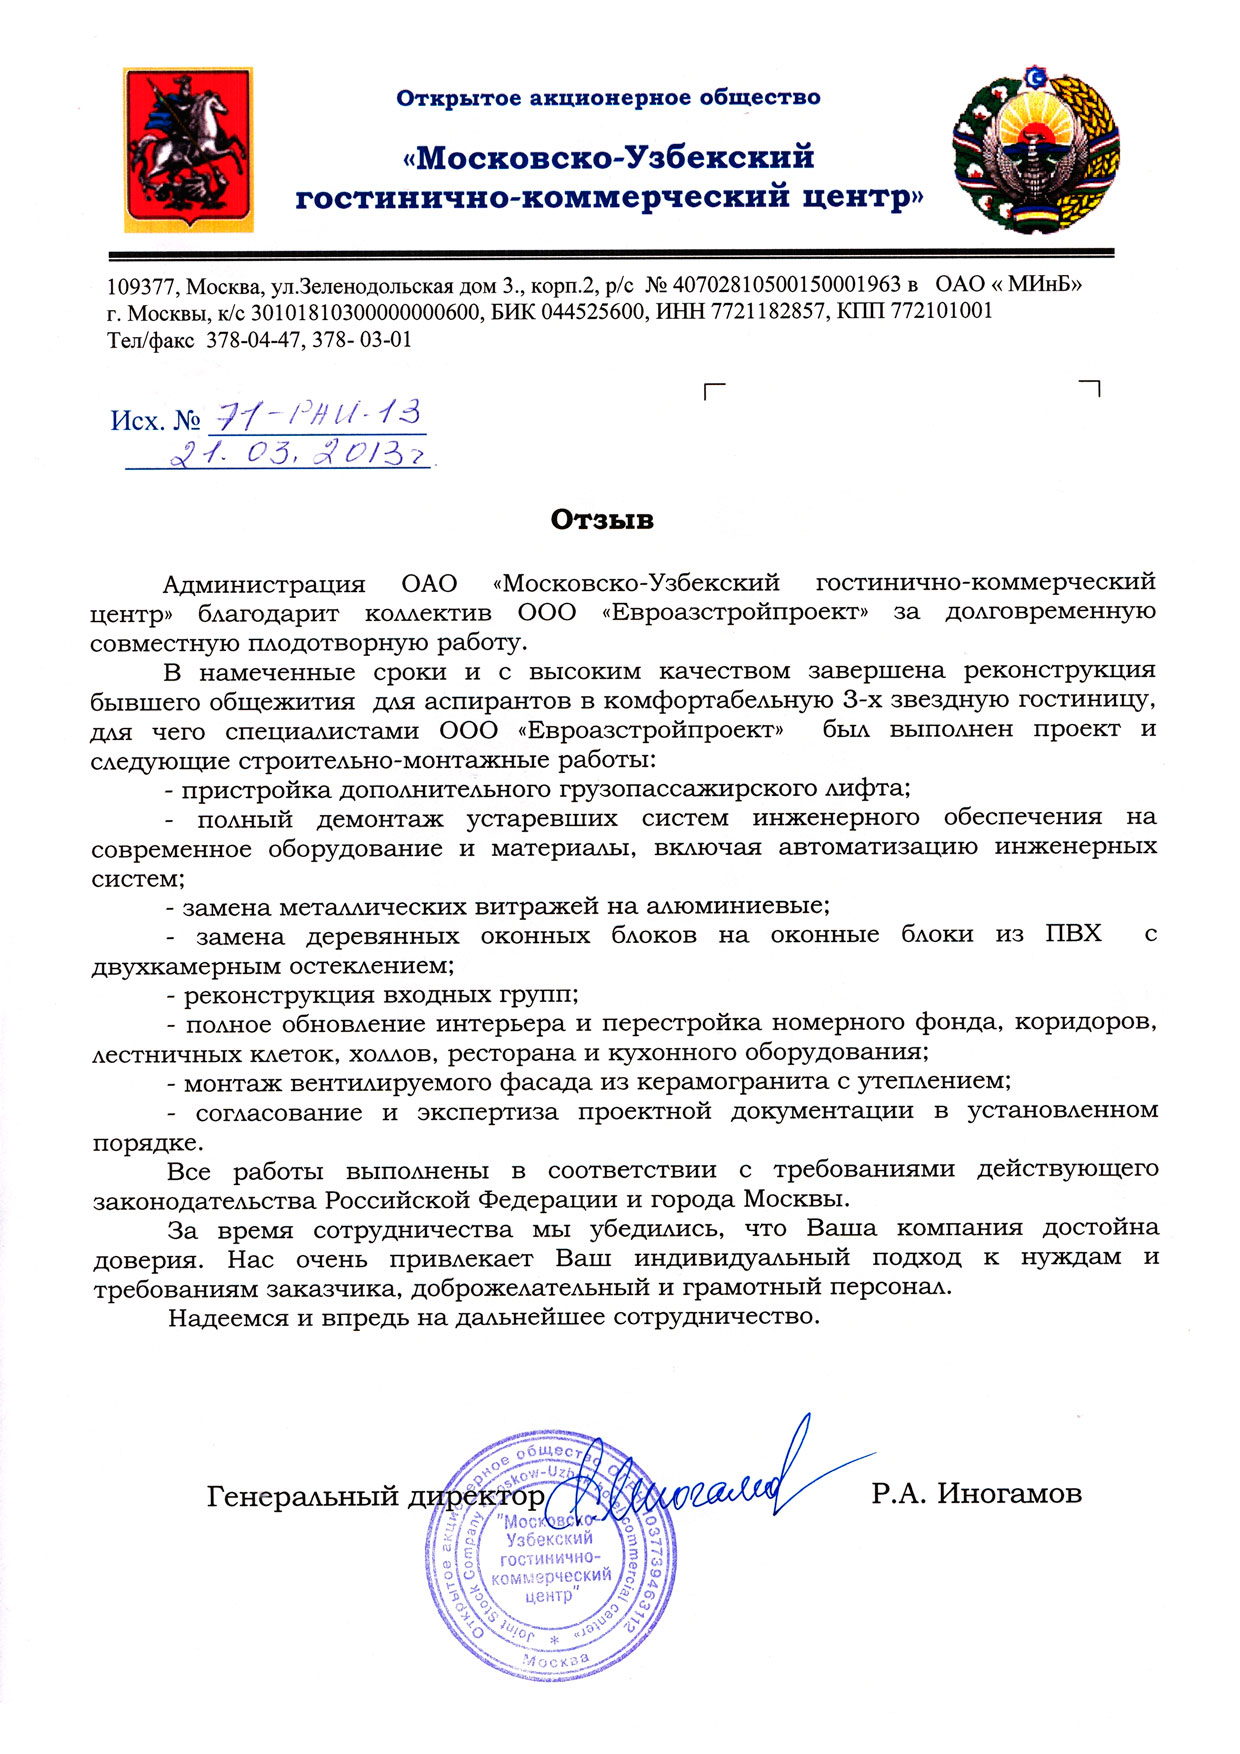 Открытое акционерное общество
«Московско-Узбекский
гостинично-коммерческий центр»
109377, Москва, ул.Зеленодольская дом 3., корп.2, р/с № 40702810500150001963 в ОАО « МИнБ»
г. Москвы, к/с 30101810300000000600, БИК 044525600, ИНН 7721182857, КПП 772101001
Тел/факс 378-04-47, 378- 03-01
Исх. № 71-РАИ-13
21.03.2013г.
Отзыв
Администрация ОАО «Московско-Узбекский гостинично-коммерческий
центр» благодарит коллектив ООО «Евроазстройпроект» за долговременную
совместную плодотворную работу.
В намеченные сроки и с высоким качеством завершена реконструкция
бывшего общежития для аспирантов в комфортабельную 3-х звездную гостиницу,
для чего специалистами ООО «Евроазстройпроект» был выполнен проект и
следующие строительно-монтажные работы:
- пристройка дополнительного грузопассажирского лифта;
- полный демонтаж устаревших систем инженерного обеспечения на
современное оборудование и материалы, включая автоматизацию инженерных
систем;
- замена металлических витражей на алюминиевые;
- замена деревянных оконных блоков на оконные блоки из ПВХ с
двухкамерным остеклением;
- реконструкция входных групп;
- полное обновление интерьера и перестройка номерного фонда, коридоров,
лестничных клеток, холлов, ресторана и кухонного оборудования;
- монтаж вентилируемого фасада из керамогранита с утеплением;
- согласование и экспертиза проектной документации в установленном
порядке.
Все работы выполнены в соответствии с требованиями действующего
законодательства Российской Федерации и города Москвы.
За время сотрудничества мы убедились, что Ваша компания достойна
доверия. Нас очень привлекает Ваш индивидуальный подход к нуждам и
требованиям заказчика, доброжелательный и грамотный персонал.
Надеемся и впредь на дальнейшее сотрудничество.
Генеральный директор Р.А. Иногамов
Открытое акционерное общество 1037739463112
Joint Stock Company Moskow-Uzbek hotel commercial center»
"Московско-
Узбекский
гостинично-
коммерческий
центр"
Москва